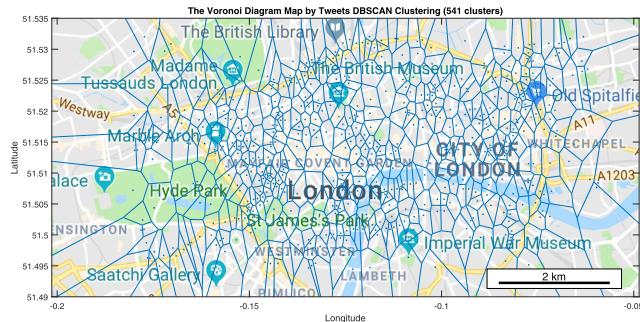 The Voronoi Diagram Map by Tweets DBSCAN Clustering (541 clusters)
51.535
51.53
51.525
51.52
51.515
51.51
51.505
51.5
51.495
51.49
Latitude
The British Library
Madame
Tussauds London
The British Museum
Old Spitalfie
Westway
A5
A11
Marble Arch
MAYFAIR
COVENT GARDEN
CITY OF
LONDON
WHITECHAPEL
alace
Hyde Park
London
A1203
St James's Park
NSINGTON
WESTMINSTER
Imperial War Museum
Saatchi Gallery
LAMBETH
PIMLICO
2 km
-0.2
-0.15
-0.1
-0.05
Longitude